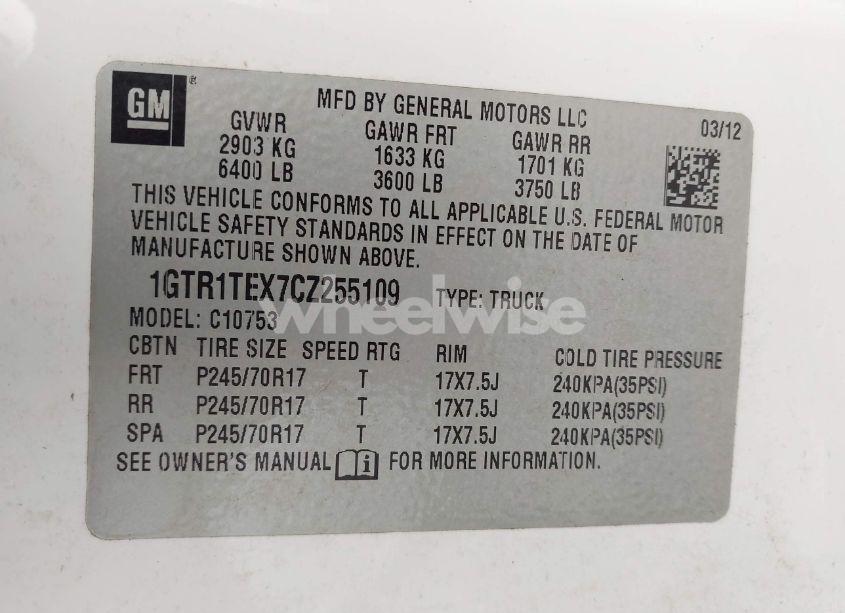 GM ®
MFD BY GENERAL MOTORS LLC
03/12
GVWR GAWR FRT GAWR RR
2903 KG 1633 KG 1701 KG
6400 LB 3600 LB 3750 LB
THIS VEHICLE CONFORMS TO ALL APPLICABLE U.S. FEDERAL MOTOR
VEHICLE SAFETY STANDARDS IN EFFECT ON THE DATE OF
MANUFACTURE SHOWN ABOVE.
1GTR1TEX7CZ255109 TYPE: TRUCK
wheelwise
MODEL: C10753
CBTN TIRE SIZE SPEED RTG RIM COLD TIRE PRESSURE
FRT P245/70R17 T 17X7.5J 240KPA(35PSI)
RR P245/70R17 T 17X7.5J 240KPA(35PSI)
SPA P245/70R17 T 17X7.5J 240KPA(35PSI)
SEE OWNER'S MANUAL i FOR MORE INFORMATION.